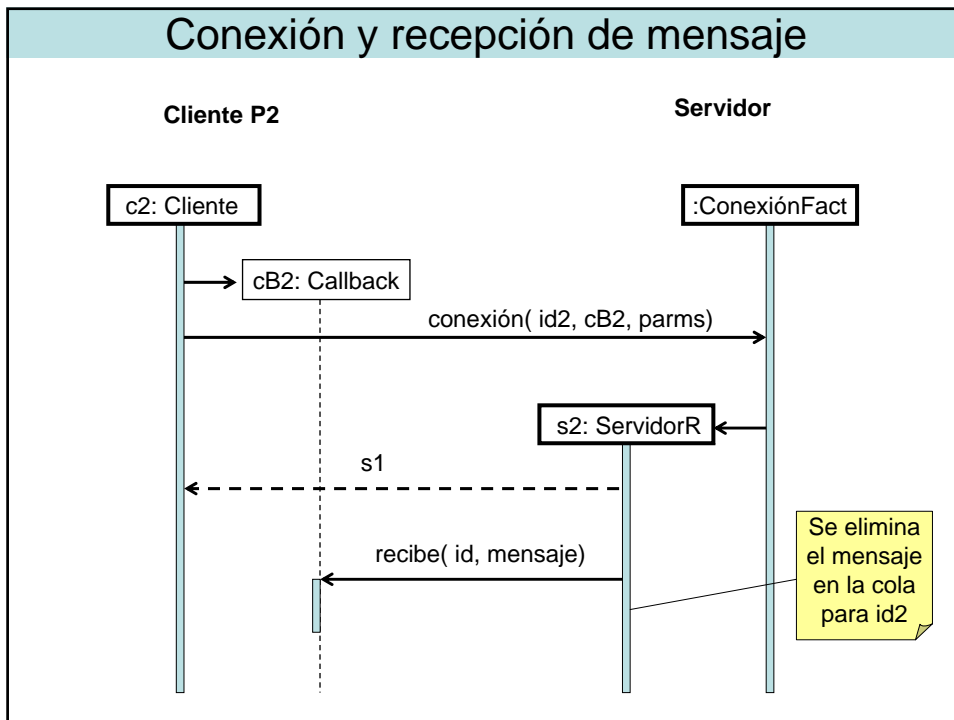 Conexión y recepción de mensaje
Cliente P2
Servidor
c2: Cliente
:ConexiónFact
cB2: Callback
conexión( id2, cB2, parms)
s2: ServidorR
s1
recibe( id, mensaje)
Se elimina
el mensaje
en la cola
para id2